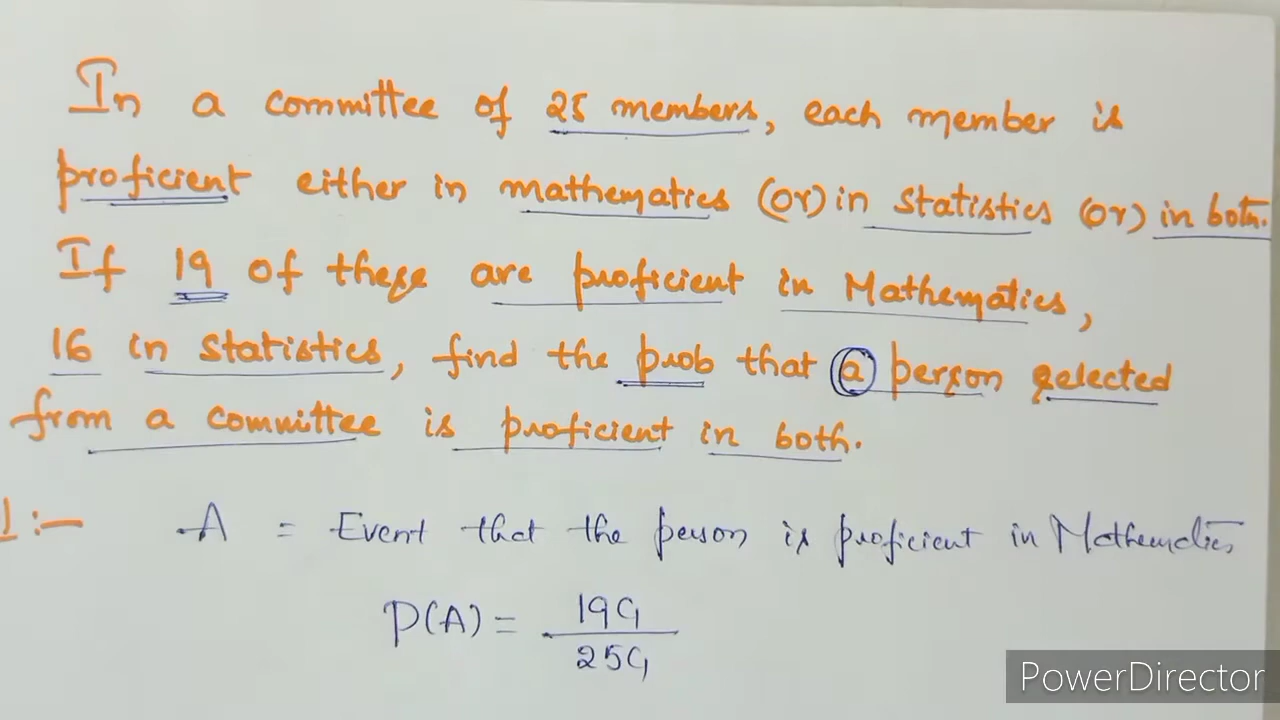 In a committee of 25 members, each member is
proficient either in mathematics (or) in statistics (or) in both.
If 19 of these are proficient in Mathematics,
16 in statistics, find the prob that a person selected
from a committee is proficient in both.
1:- A = Event that the person is proficient in Mathematics
P(A) = 19C₁
25C₁
PowerDirector